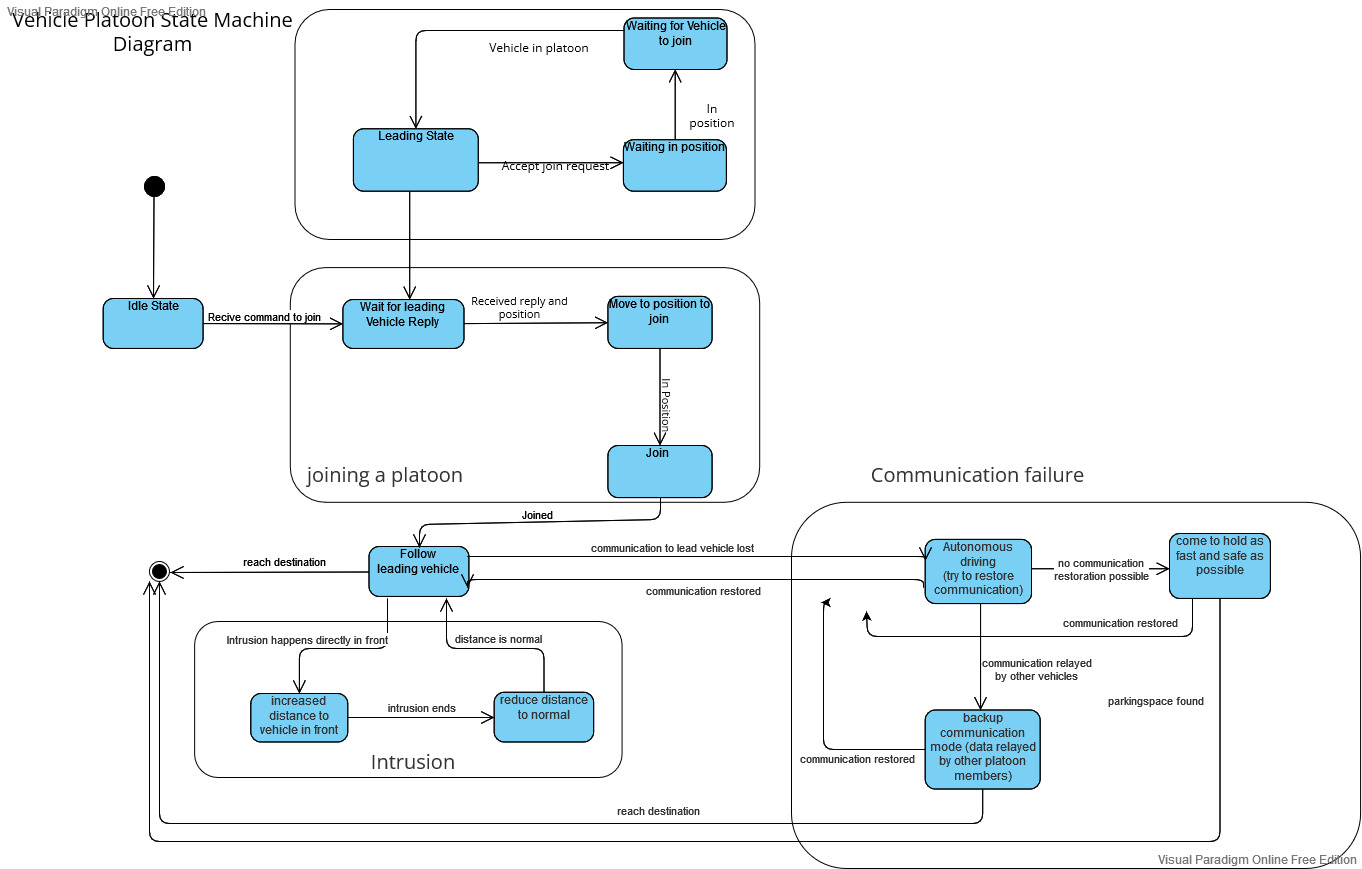 Visual Paradigm Online Free Edition
Vehicle Platoon State Machine
Diagram
Waiting for Vehicle
to join
Vehicle in platoon
In
position
Leading State
Waiting in position
Accept join request
Idle State
Recive command to join
Wait for leading
Vehicle Reply
Received reply and
position
Move to position to
join
In Position
Join
joining a platoon
Joined
Communication failure
Follow
leading vehicle
reach destination
communication to lead vehicle lost
communication restored
Autonomous
driving
(try to restore
communication)
no communication
restoration possible
come to hold as
fast and safe as
possible
communication restored
Intrusion happens directly in front
distance is normal
communication relayed
by other vehicles
increased
distance to
vehicle in front
intrusion ends
reduce distance
to normal
parkingspace found
backup
communication
mode (data relayed
by other platoon
members)
communication restored
Intrusion
reach destination
Visual Paradigm Online Free Edition